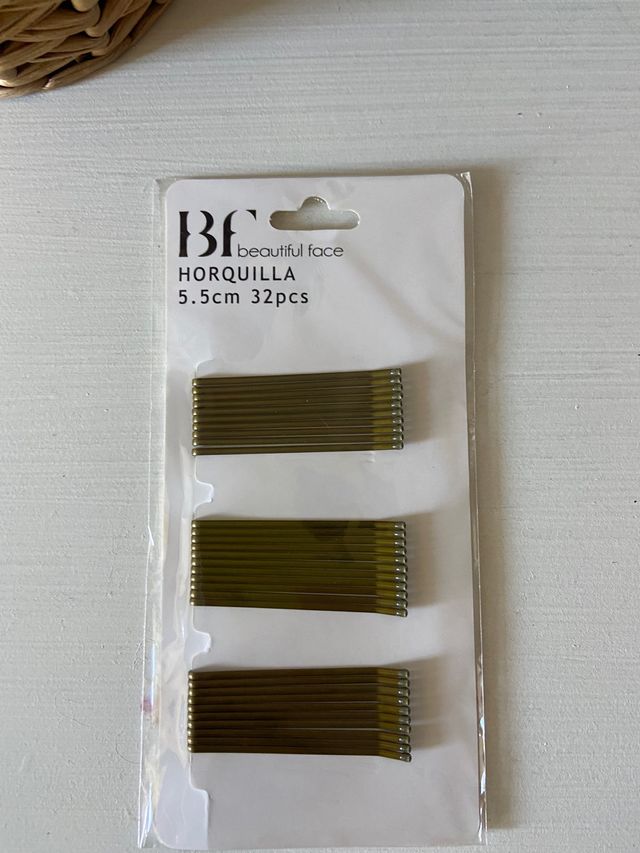 BF beautiful face
HORQUILLA
5.5cm 32pcs